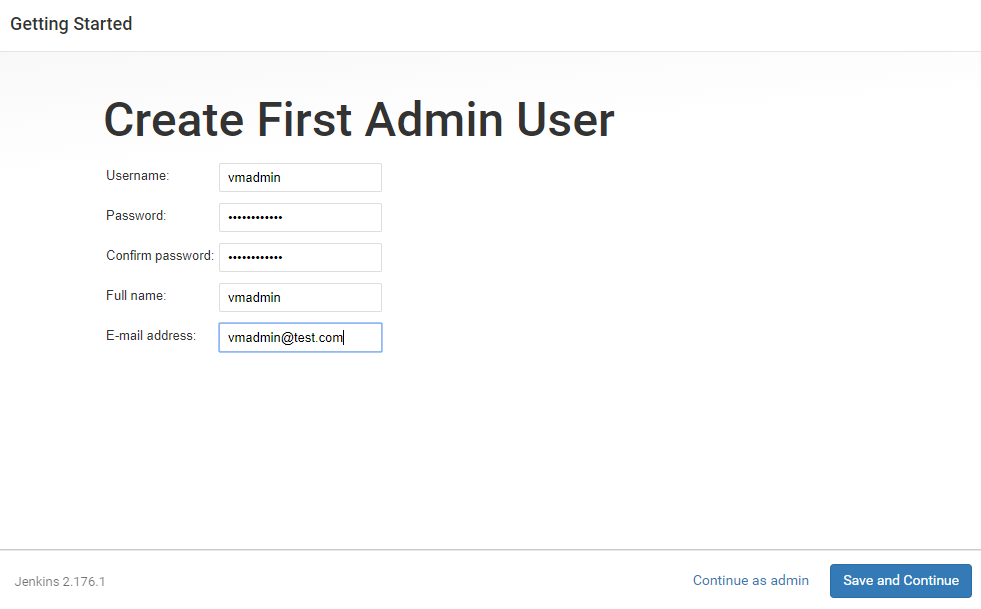 Getting Started
Create First Admin User
Username: vmadmin
Password: ••••••••••••
Confirm password: ••••••••••••
Full name: vmadmin
E-mail address: vmadmin@test.com
Jenkins 2.176.1 Continue as admin Save and Continue